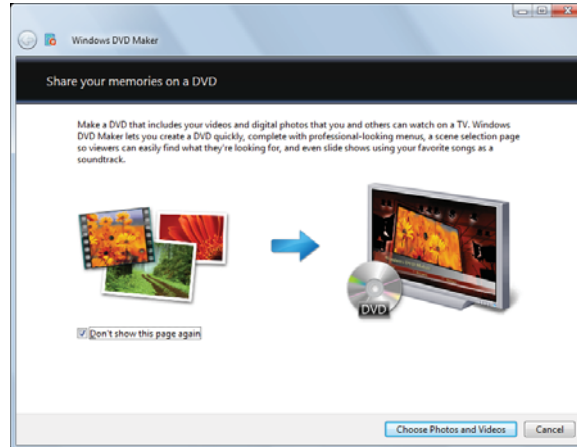 Windows DVD Maker
Share your memories on a DVD
Make a DVD that includes your videos and digital photos that you and others can watch on a TV. Windows
DVD Maker lets you create a DVD quickly, complete with professional-looking menus, a scene selection page
so viewers can easily find what they're looking for, and even slide shows using your favorite songs as a
soundtrack.
DVD
Don't show this page again
Choose Photos and Videos
Cancel